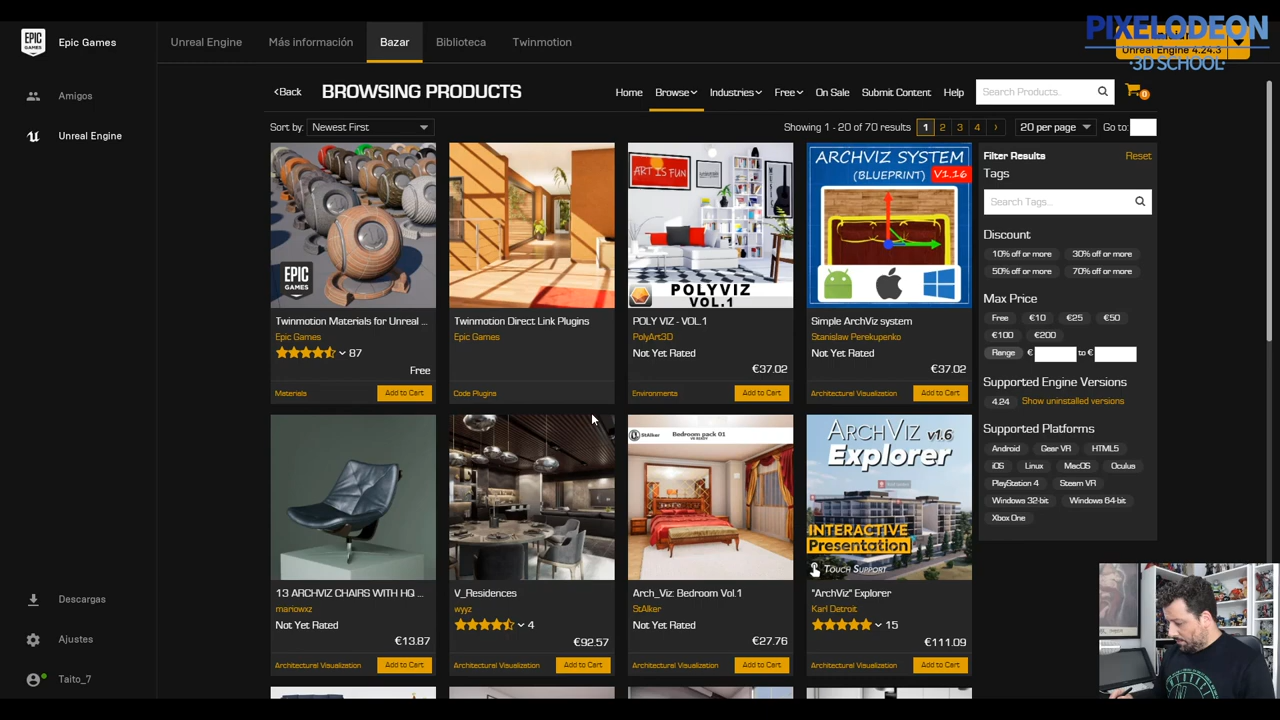 EPIC GAMES
Epic Games
Unreal Engine
Más información
Bazar
Biblioteca
Twinmotion
PIXELODEON
Unreal Engine 4.24.3
·3D SCHOOL·
Amigos
Unreal Engine
Descargas
Ajustes
Taito_7
<Back
BROWSING PRODUCTS
Home
Browse
Industries
Free
On Sale
Submit Content
Help
Search Products..
0
Sort by:
Newest First
Showing 1 - 20 of 70 results
1
2
3
4
›
20 per page
Go to:
EPIC GAMES
Twinmotion Materials for Unreal ...
Epic Games
87
Free
Materials
Add to Cart
Twinmotion Direct Link Plugins
Epic Games
Code Plugins
ART IS FUN
POLYVIZ
VOL.1
POLY VIZ - VOL.1
PolyArt3D
Not Yet Rated
€37.02
Environments
Add to Cart
ARCHVIZ SYSTEM
(BLUEPRINT)
V1.16
Simple ArchViz system
Stanislaw Perekupenko
Not Yet Rated
€37.02
Architectural Visualization
Add to Cart
13 ARCHVIZ CHAIRS WITH HQ ...
mariowxz
Not Yet Rated
€13.87
Architectural Visualization
Add to Cart
V_Residences
wyyz
4
€92.57
Architectural Visualization
Add to Cart
StAlker
Bedroom pack 01
VR READY
Arch_Viz: Bedroom Vol.1
StAlker
Not Yet Rated
€27.76
Architectural Visualization
Add to Cart
ARCHVIZ v1.6
Explorer
INTERACTIVE
Presentation
TOUCH SUPPORT
"ArchViz" Explorer
Karl Detroit
15
€111.09
Architectural Visualization
Add to Cart
Filter Results
Reset
Tags
Search Tags...
Discount
10% off or more
30% off or more
50% off or more
70% off or more
Max Price
Free
€10
€25
€50
€100
€200
Range
€
to €
Supported Engine Versions
4.24
Show uninstalled versions
Supported Platforms
Android
Gear VR
HTML5
iOS
Linux
MacOS
Oculus
PlayStation 4
Steam VR
Windows 32-bit
Windows 64-bit
Xbox One